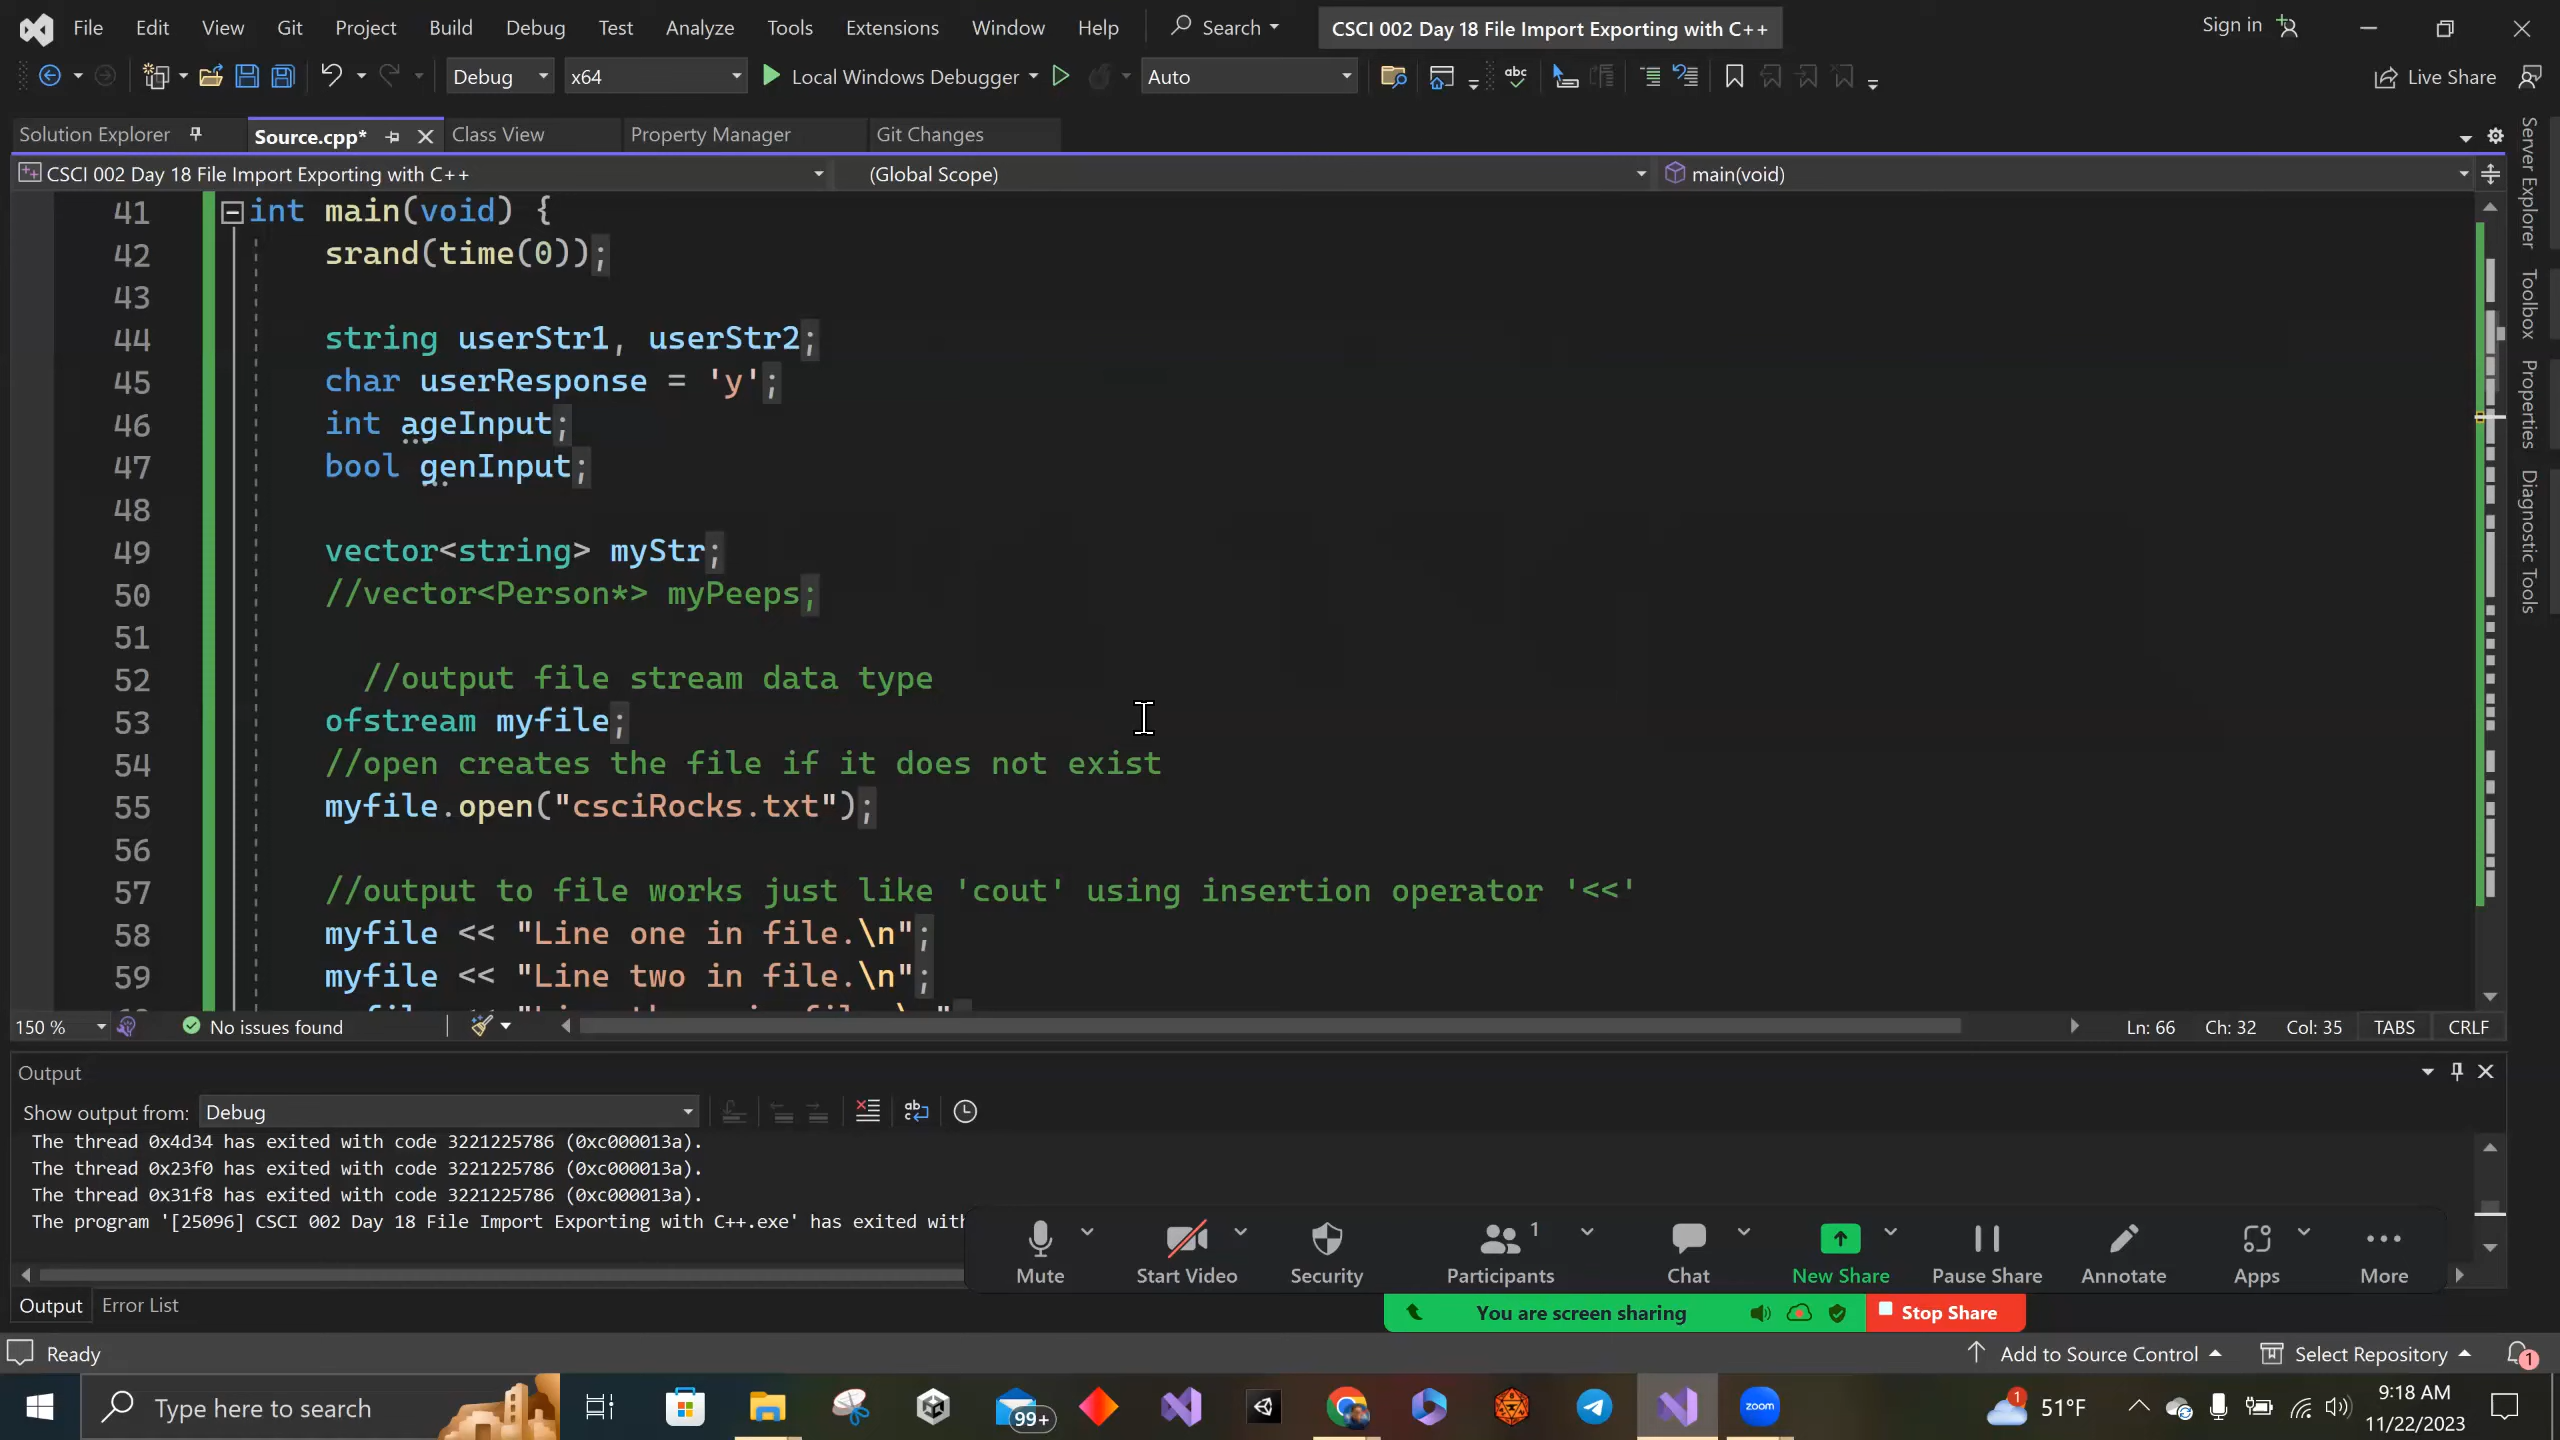 File Edit View Git Project Build Debug Test Analyze Tools Extensions Window Help Search CSCI 002 Day 18 File Import Exporting with C++ Sign in
Debug x64 Local Windows Debugger Auto Live Share
Solution Explorer Source.cpp* Class View Property Manager Git Changes
CSCI 002 Day 18 File Import Exporting with C++ (Global Scope) main(void)
41 int main(void) {
42 srand(time(0));
43
44 string userStr1, userStr2;
45 char userResponse = 'y';
46 int ageInput;
47 bool genInput;
48
49 vector<string> myStr;
50 //vector<Person*> myPeeps;
51
52 //output file stream data type
53 ofstream myfile;
54 //open creates the file if it does not exist
55 myfile.open("csciRocks.txt");
56
57 //output to file works just like 'cout' using insertion operator '<<'
58 myfile << "Line one in file.\n";
59 myfile << "Line two in file.\n";
150 % No issues found Ln: 66 Ch: 32 Col: 35 TABS CRLF
Server Explorer
Toolbox
Properties
Diagnostic Tools
Output
Show output from: Debug
The thread 0x4d34 has exited with code 3221225786 (0xc000013a).
The thread 0x23f0 has exited with code 3221225786 (0xc000013a).
The thread 0x31f8 has exited with code 3221225786 (0xc000013a).
The program '[25096] CSCI 002 Day 18 File Import Exporting with C++.exe' has exited with
Mute Start Video Security Participants 1 Chat New Share Pause Share Annotate Apps More
Output Error List
You are screen sharing Stop Share
Ready Add to Source Control Select Repository 1
Type here to search 99+ zoom 1 51°F 9:18 AM
11/22/2023